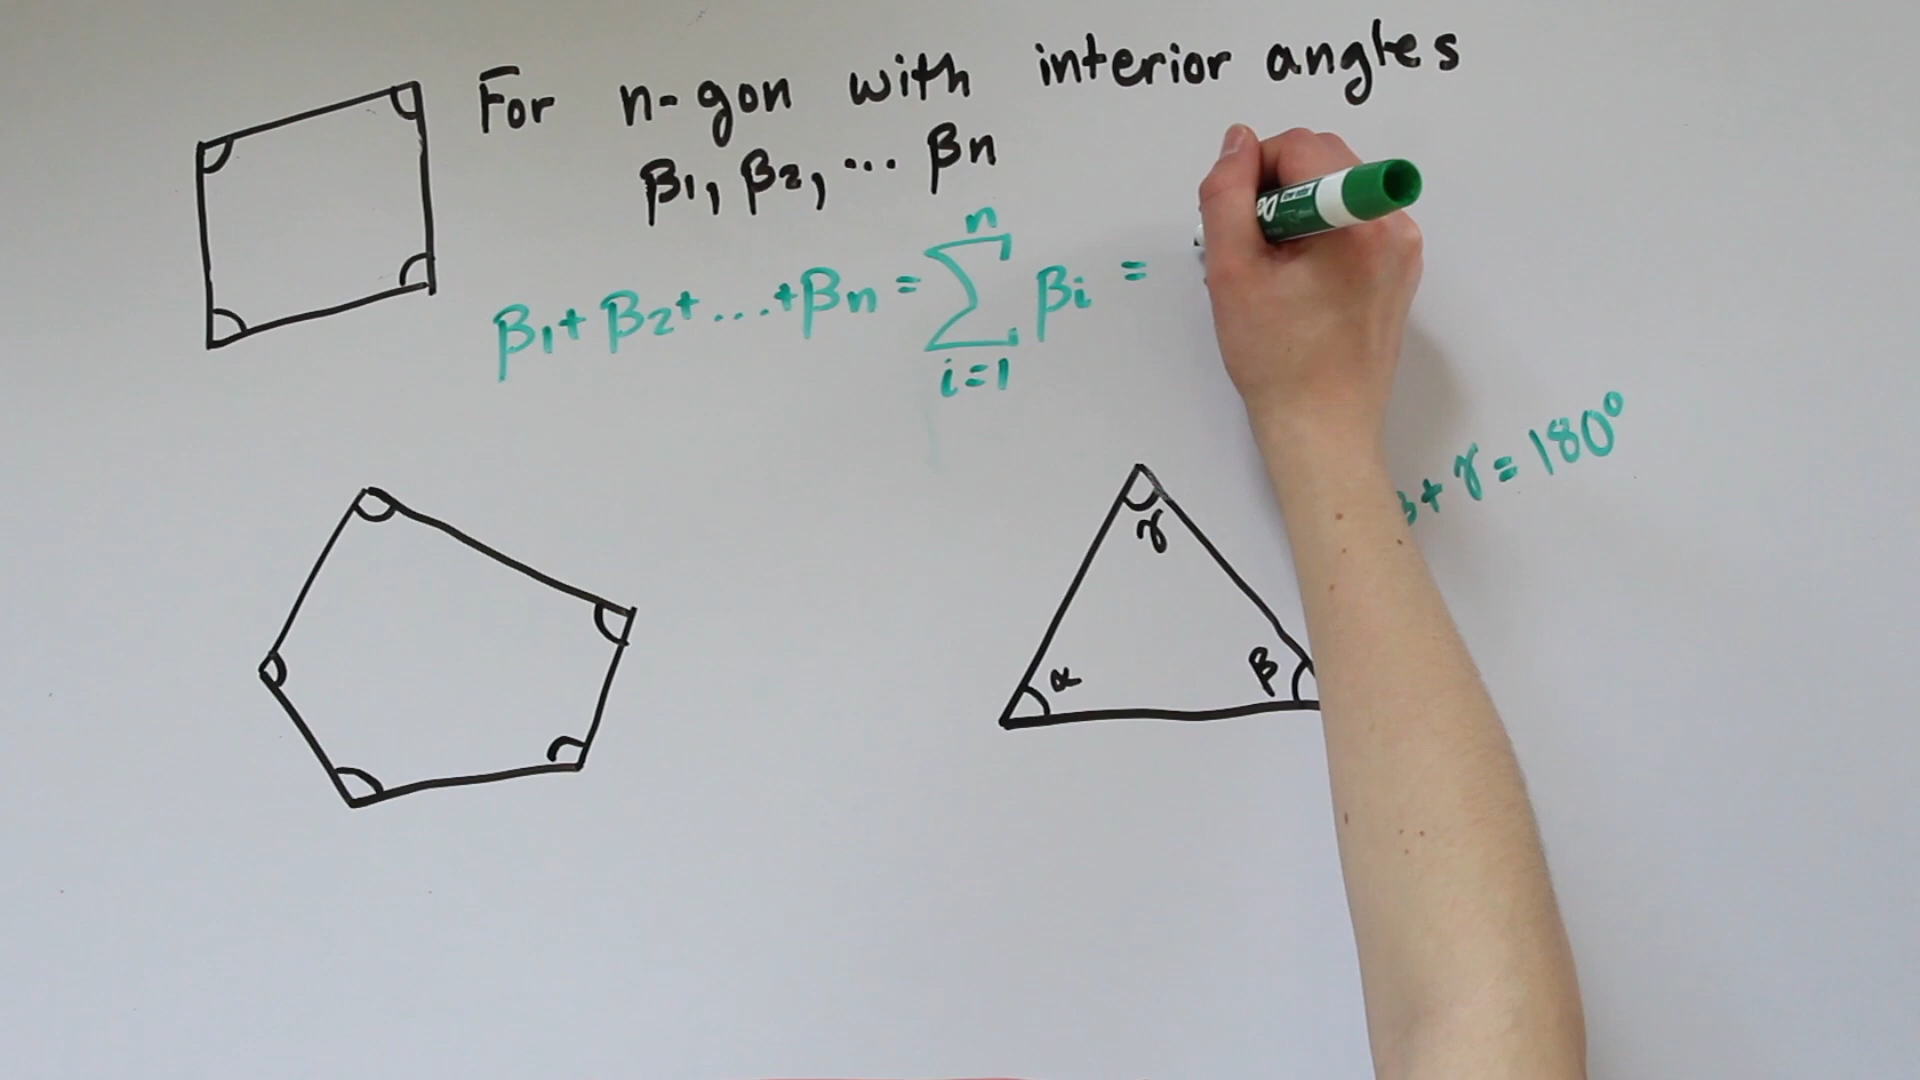 For n-gon with interior angles
β1, β2, ... βn
β1 + β2 + ... + βn = n∑i=1 βi =
+ γ = 180°
γ
α
β